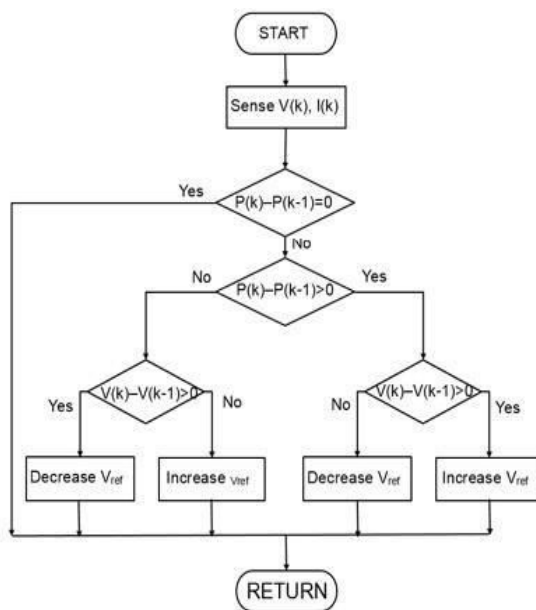 START
Sense V(k), I(k)
Yes
P(k)–P(k-1)=0
No
No
P(k)–P(k-1)>0
Yes
V(k)–V(k-1)>0
V(k)–V(k-1)>0
Yes
No
No
Yes
Decrease Vref
Increase Vref
Decrease Vref
Increase Vref
RETURN